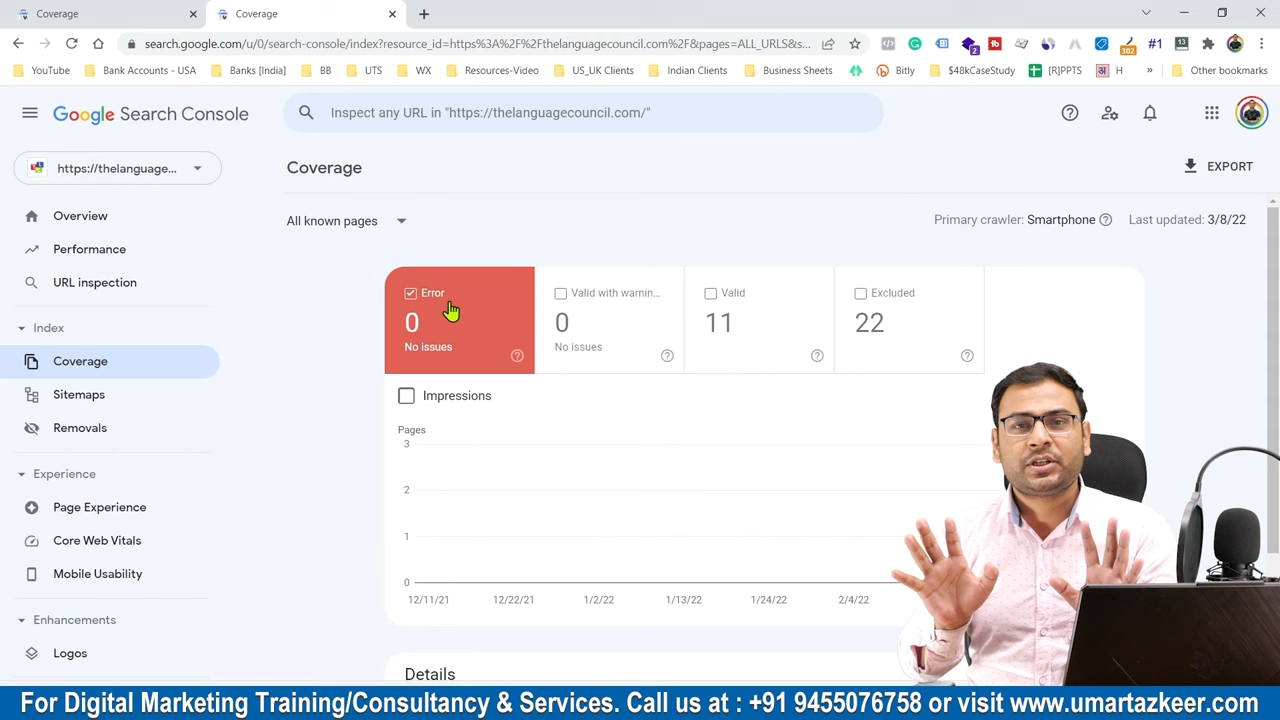 Coverage
Coverage
search.google.com/u/0/search-console/index?resource_id=https%3A%2F%2Fthelanguagecouncil.com%2F&pages=ALL_URLS&s...
302
#1
13
2
YouTube
Bank Accounts - USA
Banks [India]
BP
UTS
WX
Resources-Video
US_UK Clients
Indian Clients
Business Sheets
Bitly
$48kCaseStudy
[R]PPTS
H
»
Other bookmarks
Google Search Console
Inspect any URL in "https://thelanguagecouncil.com/"
https://thelanguage...
Coverage
EXPORT
Overview
All known pages
Primary crawler: Smartphone
Last updated: 3/8/22
Performance
URL inspection
Error
0
No issues
Valid with warnin...
0
No issues
Valid
11
Excluded
22
Index
Coverage
Sitemaps
Removals
Impressions
Pages
3
2
1
0
12/11/21
12/22/21
1/2/22
1/13/22
1/24/22
2/4/22
Experience
Page Experience
Core Web Vitals
Mobile Usability
Enhancements
Logos
Details
For Digital Marketing Training/Consultancy & Services. Call us at : +91 9455076758 or visit www.umartazkeer.com